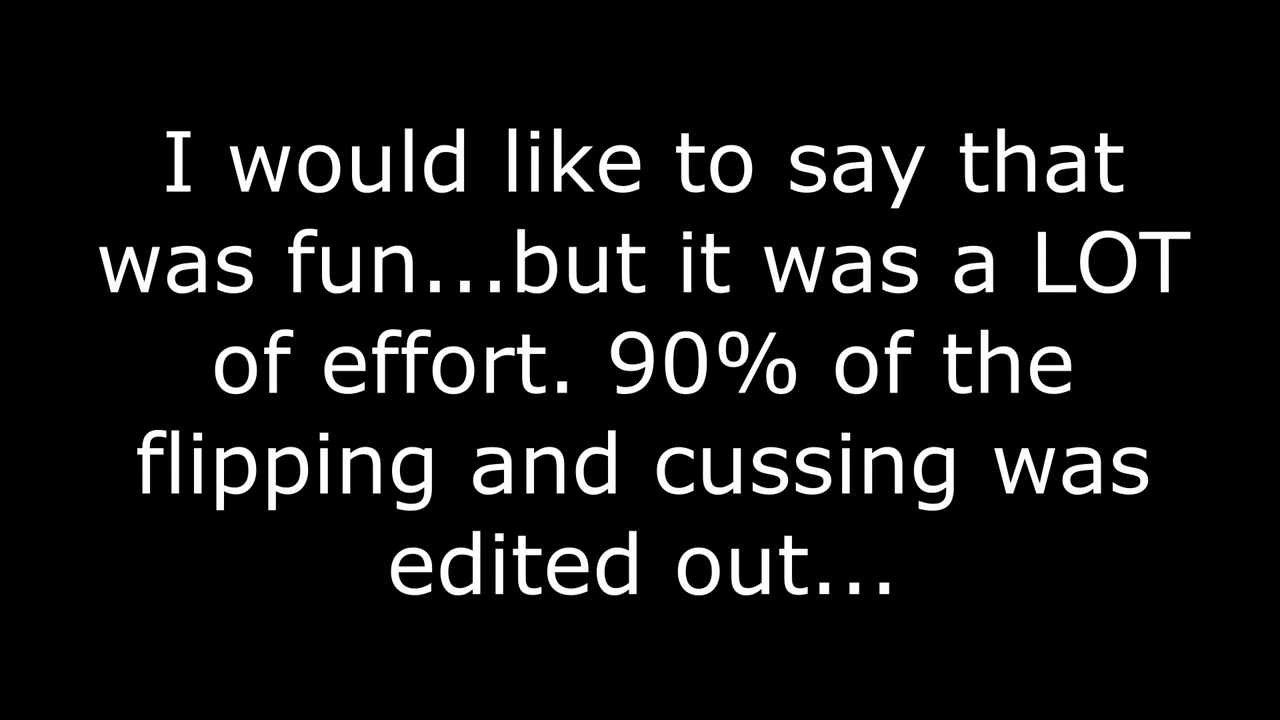 I would like to say that
was fun...but it was a LOT
of effort. 90% of the
flipping and cussing was
edited out...